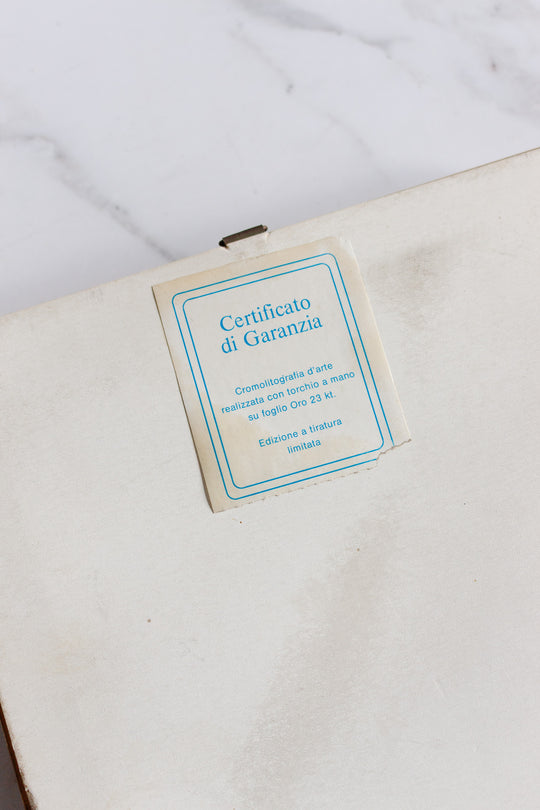 Certificato
di Garanzia
Cromolitografia d'arte
realizzata con torchio a mano
su foglio Oro 23 kt.
Edizione a tiratura
limitata